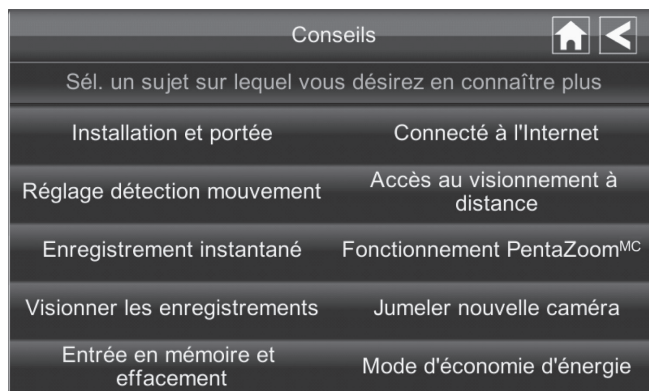 Conseils
Sél. un sujet sur lequel vous désirez en connaître plus
Installation et portée
Connecté à l'Internet
Réglage détection mouvement
Accès au visionnement à
distance
Enregistrement instantané
Fonctionnement PentaZoomMC
Visionner les enregistrements
Jumeler nouvelle caméra
Entrée en mémoire et
effacement
Mode d'économie d'énergie